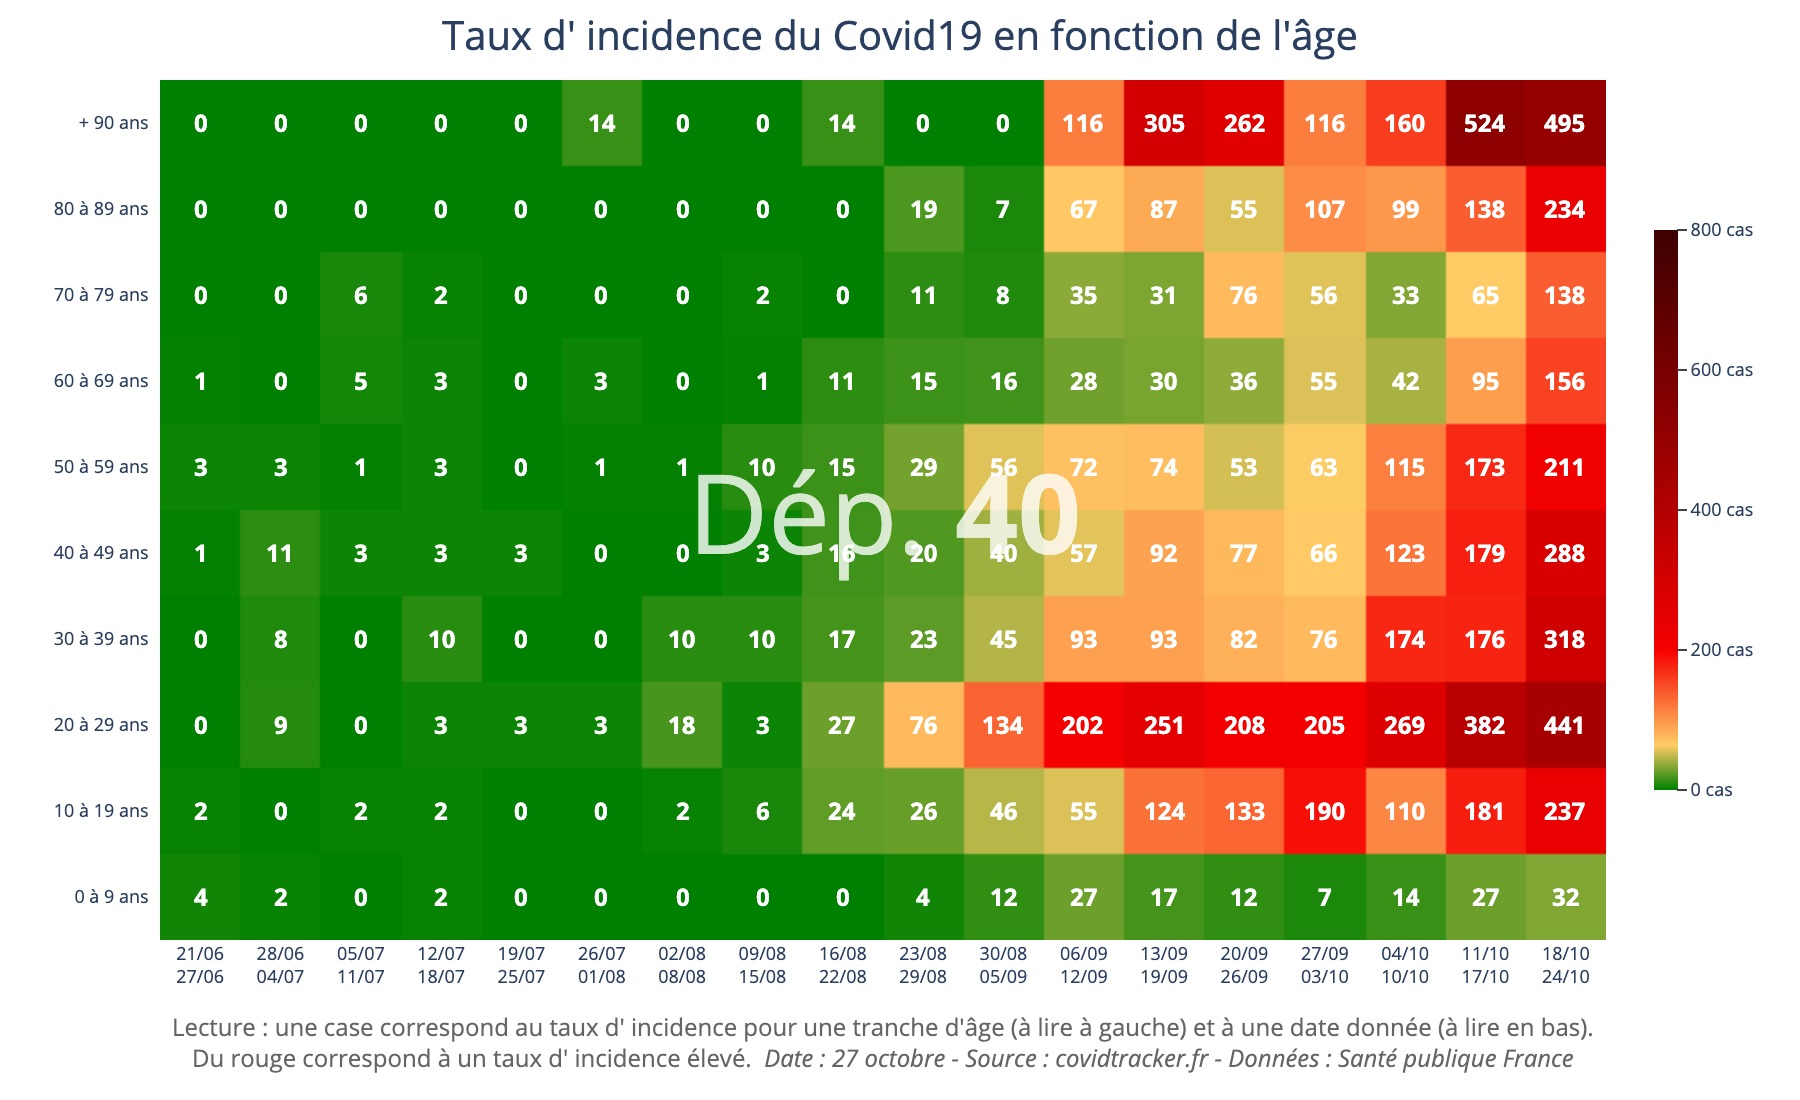 Taux d' incidence du Covid19 en fonction de l'âge
+ 90 ans 0 0 0 0 0 14 0 0 14 0 0 116 305 262 116 160 524 495
80 à 89 ans 0 0 0 0 0 0 0 0 0 19 7 67 87 55 107 99 138 234
70 à 79 ans 0 0 6 2 0 0 0 2 0 11 8 35 31 76 56 33 65 138
60 à 69 ans 1 0 5 3 0 3 0 1 11 15 16 28 30 36 55 42 95 156
50 à 59 ans 3 3 1 3 0 1 1 10 15 29 56 72 74 53 63 115 173 211
Dép. 40
40 à 49 ans 1 11 3 3 3 0 0 3 16 20 40 57 92 77 66 123 179 288
30 à 39 ans 0 8 0 10 0 0 10 10 17 23 45 93 93 82 76 174 176 318
20 à 29 ans 0 9 0 3 3 3 18 3 27 76 134 202 251 208 205 269 382 441
10 à 19 ans 2 0 2 2 0 0 2 6 24 26 46 55 124 133 190 110 181 237
0 à 9 ans 4 2 0 2 0 0 0 0 0 4 12 27 17 12 7 14 27 32
21/06 28/06 05/07 12/07 19/07 26/07 02/08 09/08 16/08 23/08 30/08 06/09 13/09 20/09 27/09 04/10 11/10 18/10
27/06 04/07 11/07 18/07 25/07 01/08 08/08 15/08 22/08 29/08 05/09 12/09 19/09 26/09 03/10 10/10 17/10 24/10
800 cas
600 cas
400 cas
200 cas
0 cas
Lecture : une case correspond au taux d' incidence pour une tranche d'âge (à lire à gauche) et à une date donnée (à lire en bas).
Du rouge correspond à un taux d' incidence élevé. Date : 27 octobre - Source : covidtracker.fr - Données : Santé publique France